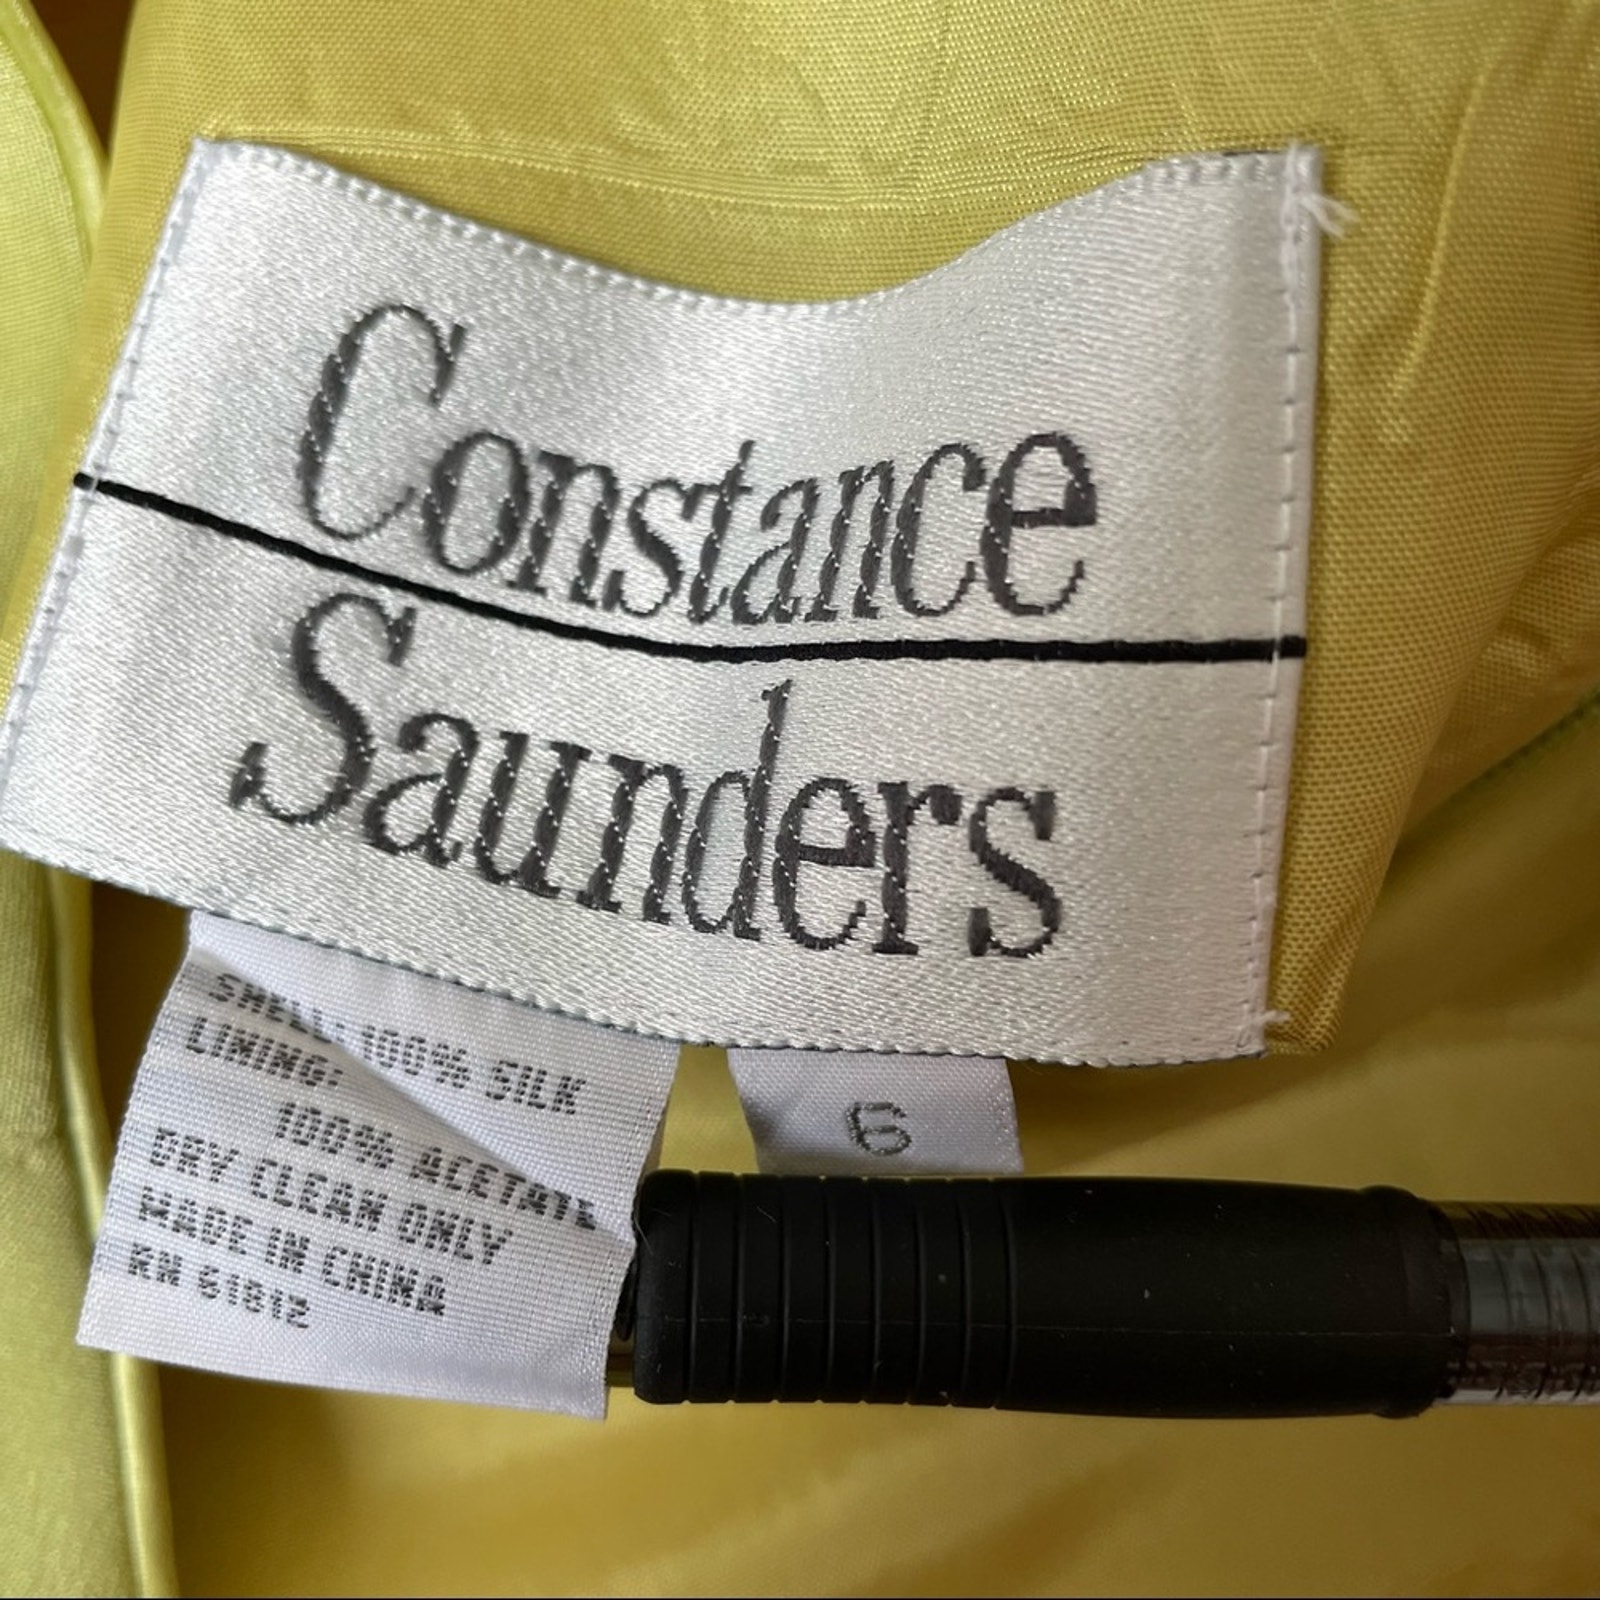 Constance
Saunders
SHELL: 100% SILK
LINING:
100% ACETATE
DRY CLEAN ONLY
MADE IN CHINA
RN 61812
6